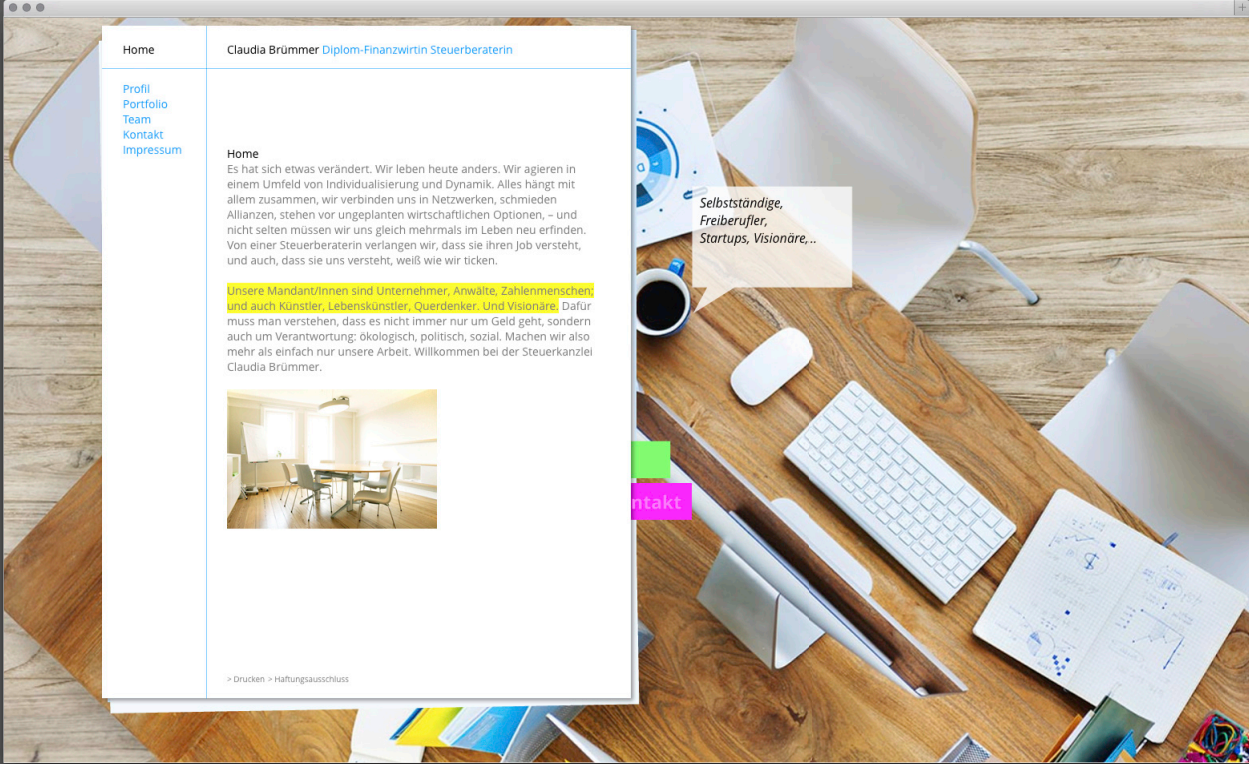 Home
Claudia Brümmer Diplom-Finanzwirtin Steuerberaterin
Profil
Portfolio
Team
Kontakt
Impressum
Home
Es hat sich etwas verändert. Wir leben heute anders. Wir agieren in
einem Umfeld von Individualisierung und Dynamik. Alles hängt mit
allem zusammen, wir verbinden uns in Netzwerken, schmieden
Allianzen, stehen vor ungeplanten wirtschaftlichen Optionen, – und
nicht selten müssen wir uns gleich mehrmals im Leben neu erfinden.
Von einer Steuerberaterin verlangen wir, dass sie ihren Job versteht,
und auch, dass sie uns versteht, weiß wie wir ticken.
Unsere Mandant/Innen sind Unternehmer, Anwälte, Zahlenmenschen;
und auch Künstler, Lebenskünstler, Querdenker. Und Visionäre. Dafür
muss man verstehen, dass es nicht immer nur um Geld geht, sondern
auch um Verantwortung: ökologisch, politisch, sozial. Machen wir also
mehr als einfach nur unsere Arbeit. Willkommen bei der Steuerkanzlei
Claudia Brümmer.
> Drucken > Haftungsausschluss
Selbstständige,
Freiberufler,
Startups, Visionäre,..
ntakt